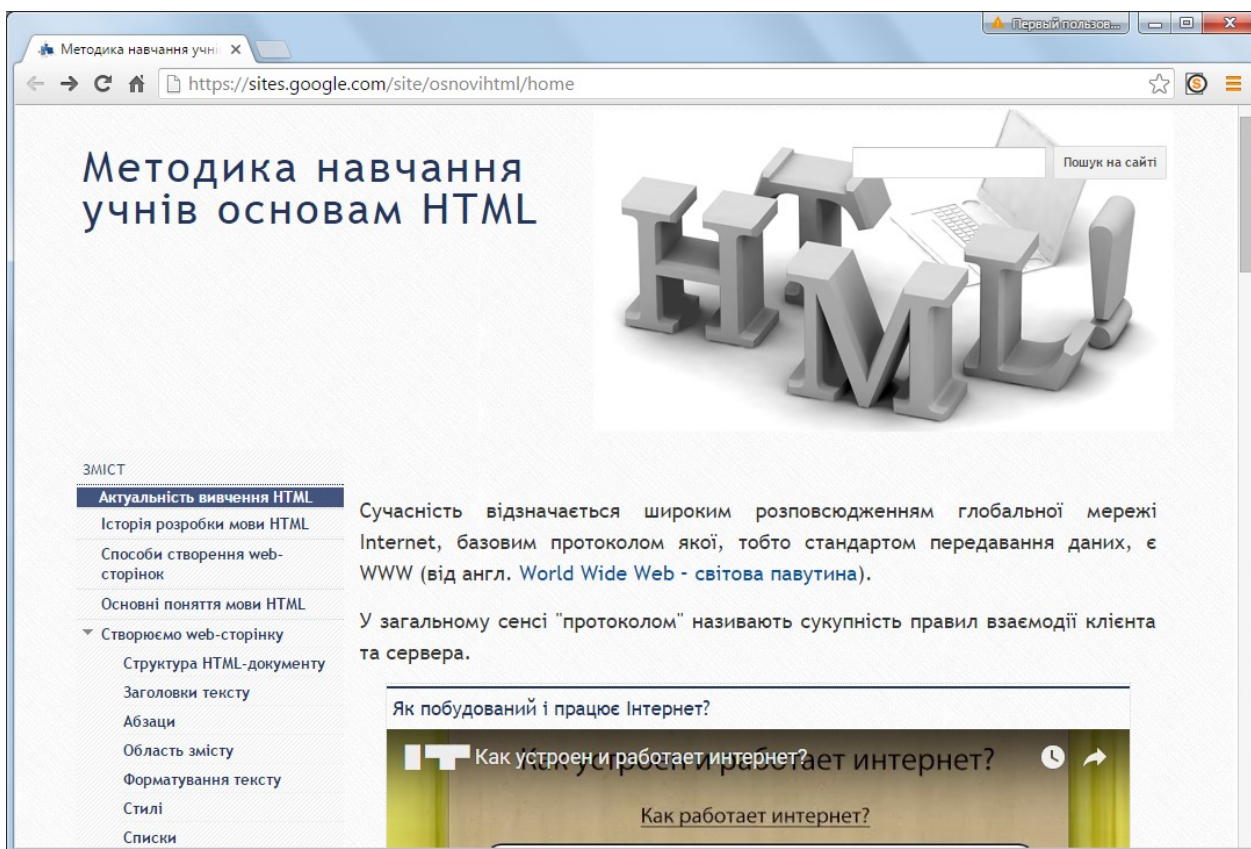 Первый пользов...
Методика навчання учні
https://sites.google.com/site/osnovihtml/home
Методика навчання
учнів основам HTML
Пошук на сайті
HTML!
ЗМІСТ
Актуальність вивчення HTML
Історія розробки мови HTML
Способи створення web-
сторінок
Основні поняття мови HTML
Створюємо web-сторінку
Структура HTML-документу
Заголовки тексту
Абзаци
Область змісту
Форматування тексту
Стилі
Списки
Сучасність відзначається широким розповсюдженням глобальної мережі
Internet, базовим протоколом якої, тобто стандартом передавання даних, є
WWW (від англ. World Wide Web - світова павутина).
У загальному сенсі "протоколом" називають сукупність правил взаємодії клієнта
та сервера.
Як побудований і працює Інтернет?
Как устроен и работает интернет?
Как устроен и работает интернет?
Как работает интернет?